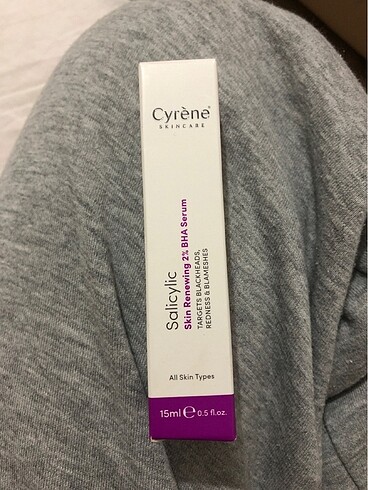 Cyrène®
SKINCARE
Salicylic
Skin Renewing 2% BHA Serum
TARGETS BLACKHEADS,
REDNESS & BLAMESHES
All Skin Types
15ml ℮ 0.5 fl.oz.